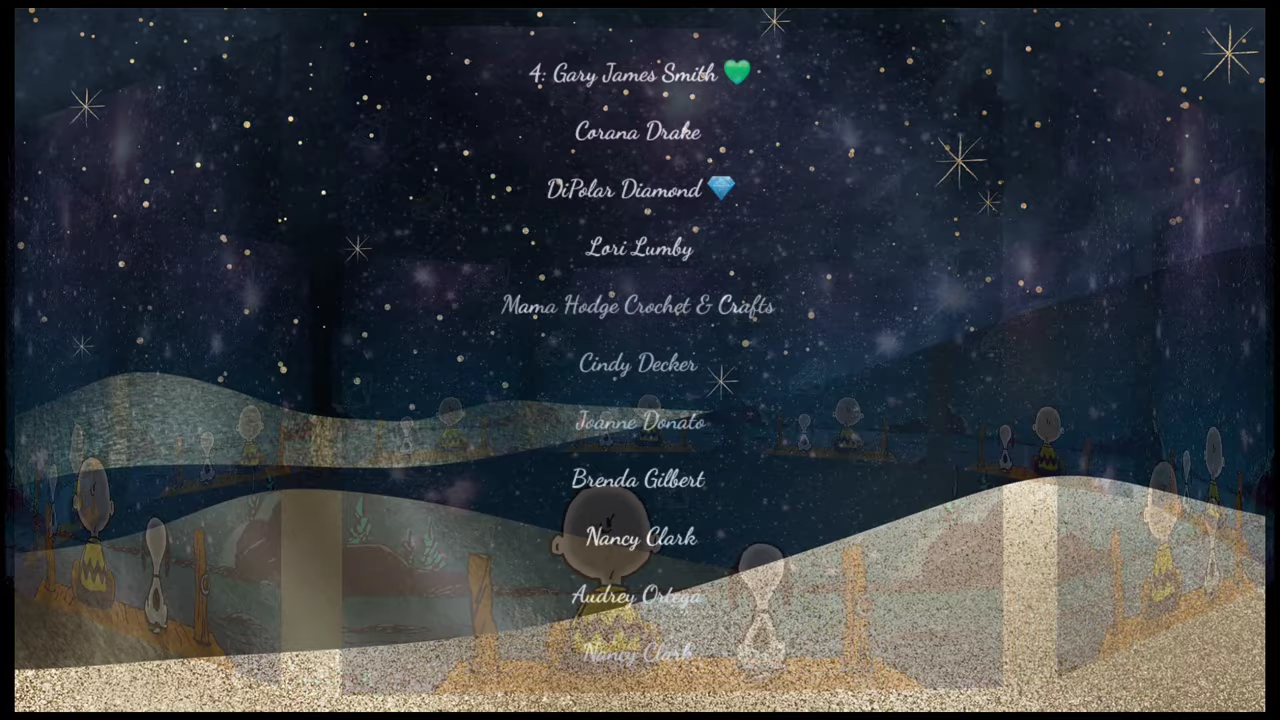 4: Gary James Smith 💚
Corana Drake
DiPolar Diamond 💎
Lori Lumby
Mama Hodge Crochet & Crafts
Cindy Decker
Joanne Donato
Brenda Gilbert
Nancy Clark
Audrey Ortega
Nancy Clark